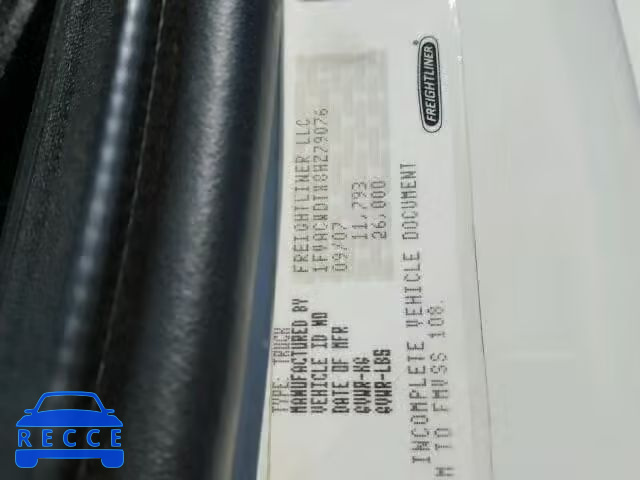 FREIGHTLINER
TYPE: TRUCK
MANUFACTURED BY FREIGHTLINER LLC
VEHICLE ID NO 1FVACWDTX8HZ79076
DATE OF MFR 09/07
GVWR-KG 11,793
GVWR-LBS 26,000
INCOMPLETE VEHICLE DOCUMENT
M TO FMVSS 108.
RECCE